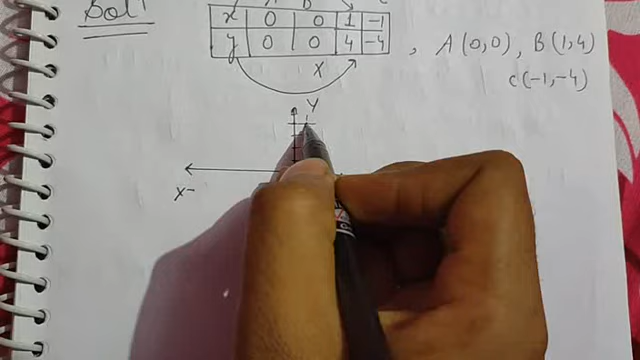 Sol!
x 0 0 1 -1
y 0 0 4 -4
, A (0,0), B (1,4)
C (-1,-4)
X
Y
X-